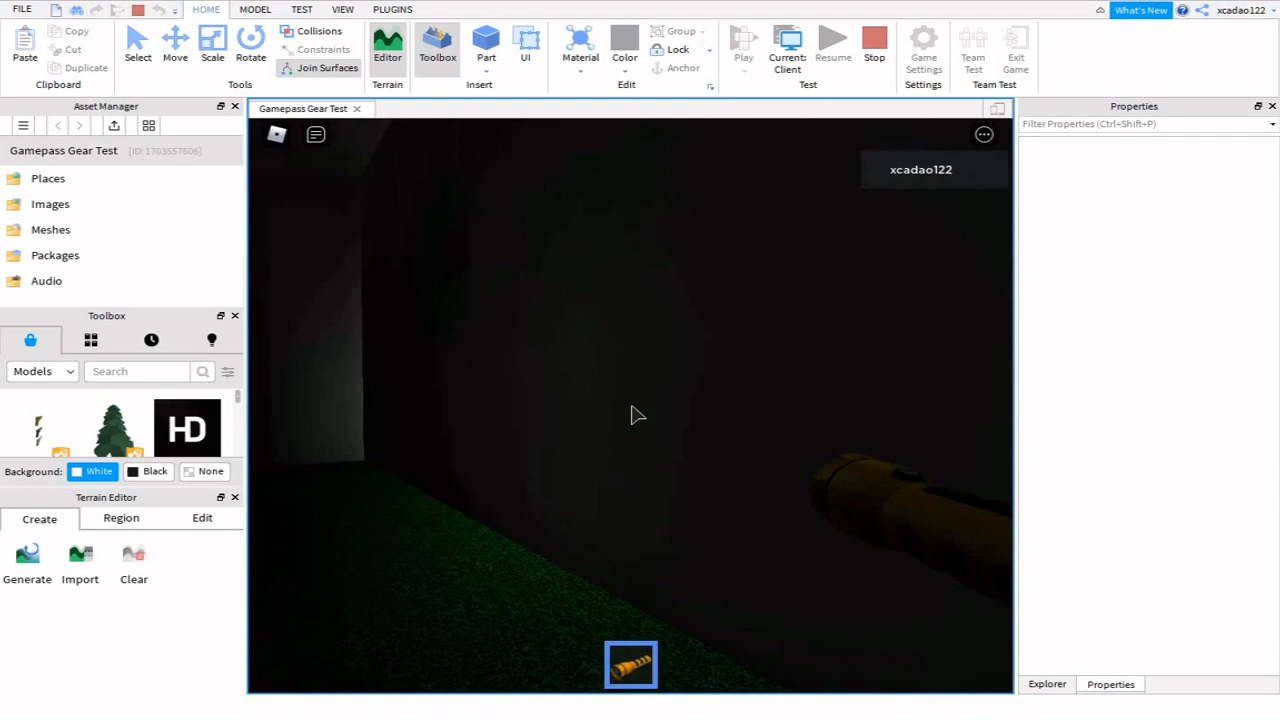 FILE HOME MODEL TEST VIEW PLUGINS What's New xcadao122
Paste Copy Cut Duplicate Clipboard
Select Move Scale Rotate Collisions Constraints Join Surfaces Tools
Editor Terrain
Toolbox Part UI Insert
Material Color Group Lock Anchor Edit
Play Current: Client Resume Stop Test
Game Settings Settings
Team Test Exit Game Team Test
Asset Manager
Gamepass Gear Test [ID: 1703557606]
Places
Images
Meshes
Packages
Audio
Toolbox
Models Search
HD
Background: White Black None
Terrain Editor
Create Region Edit
Generate Import Clear
Gamepass Gear Test
xcadao122
Properties
Filter Properties (Ctrl+Shift+P)
Explorer Properties